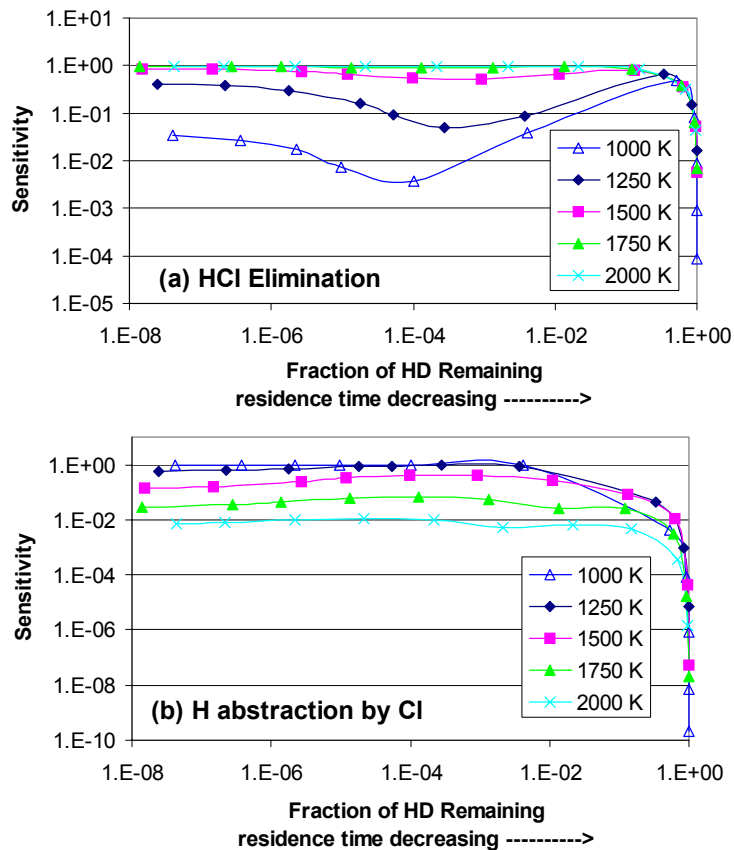 1.E+01
1.E+00
1.E-01
1.E-02
1.E-03
1.E-04
1.E-05
Sensitivity
1000 K
1250 K
1500 K
1750 K
2000 K
(a) HCl Elimination
1.E-08 1.E-06 1.E-04 1.E-02 1.E+00
Fraction of HD Remaining
residence time decreasing ---------->
1.E+00
1.E-02
1.E-04
1.E-06
1.E-08
1.E-10
Sensitivity
1000 K
1250 K
1500 K
1750 K
2000 K
(b) H abstraction by Cl
1.E-08 1.E-06 1.E-04 1.E-02 1.E+00
Fraction of HD Remaining
residence time decreasing ---------->